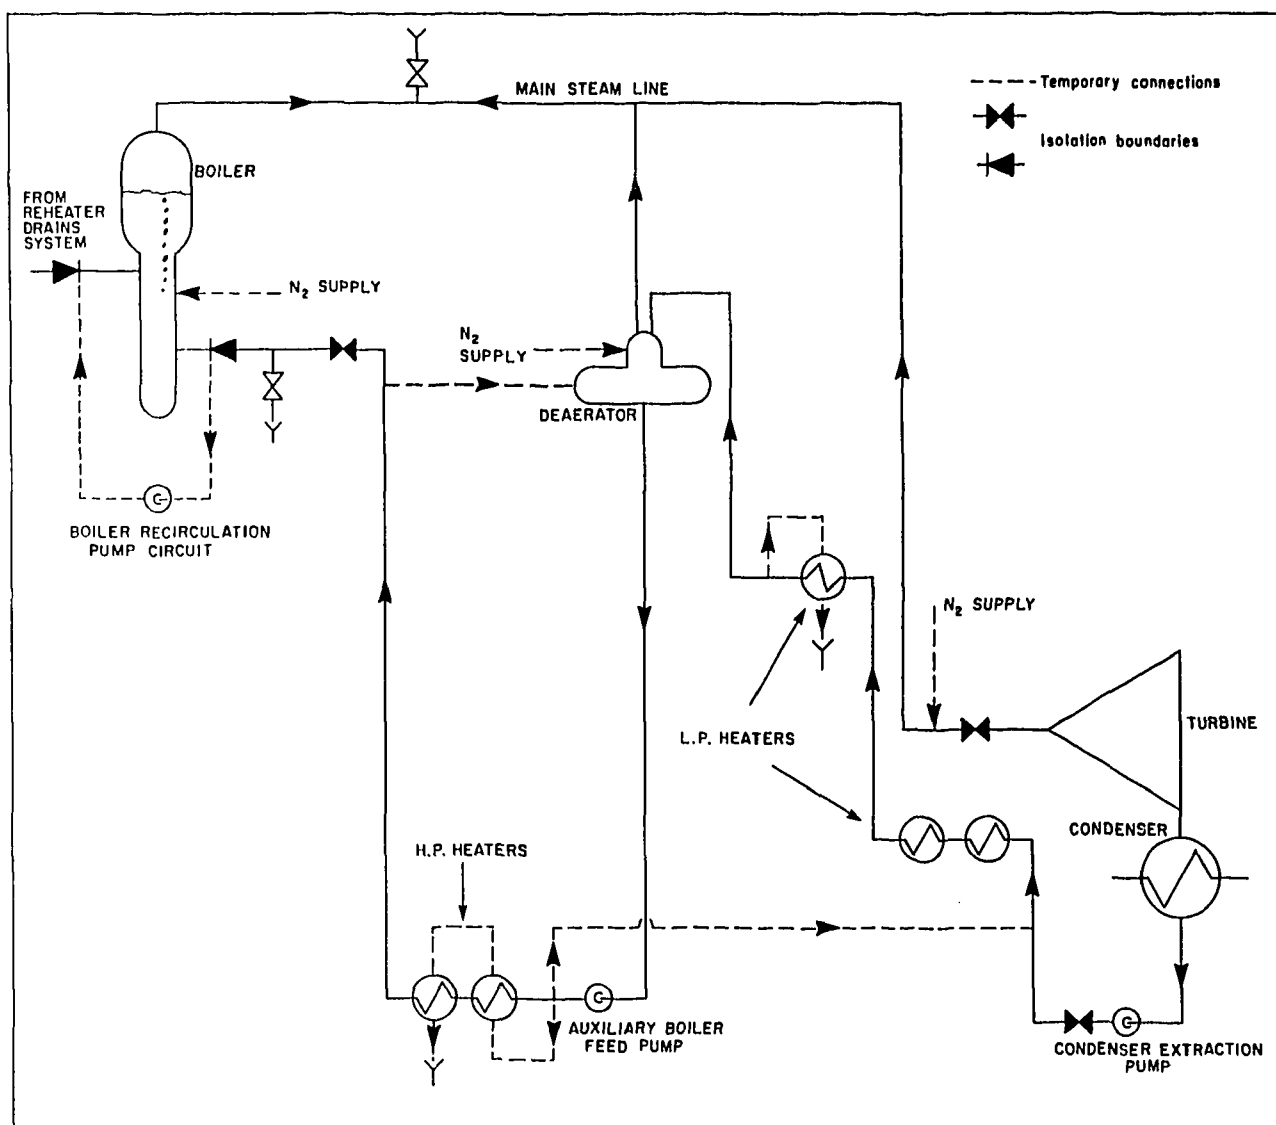 MAIN STEAM LINE
Temporary connections
Isolation boundaries
BOILER
FROM
REHEATER
DRAINS
SYSTEM
N2 SUPPLY
N2
SUPPLY
DEAERATOR
BOILER RECIRCULATION
PUMP CIRCUIT
N2 SUPPLY
L.P. HEATERS
TURBINE
CONDENSER
H.P. HEATERS
AUXILIARY BOILER
FEED PUMP
CONDENSER EXTRACTION
PUMP